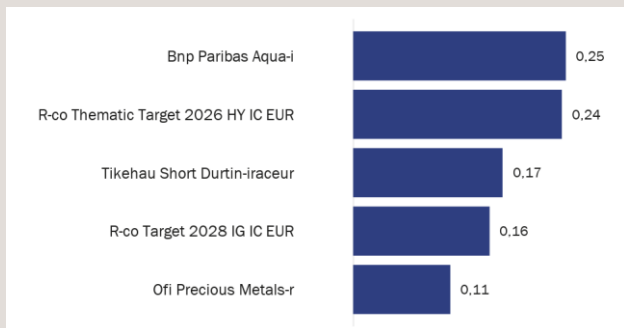 Bnp Paribas Aqua-i 0,25
R-co Thematic Target 2026 HY IC EUR 0,24
Tikehau Short Durtin-iraceur 0,17
R-co Target 2028 IG IC EUR 0,16
Ofi Precious Metals-r 0,11